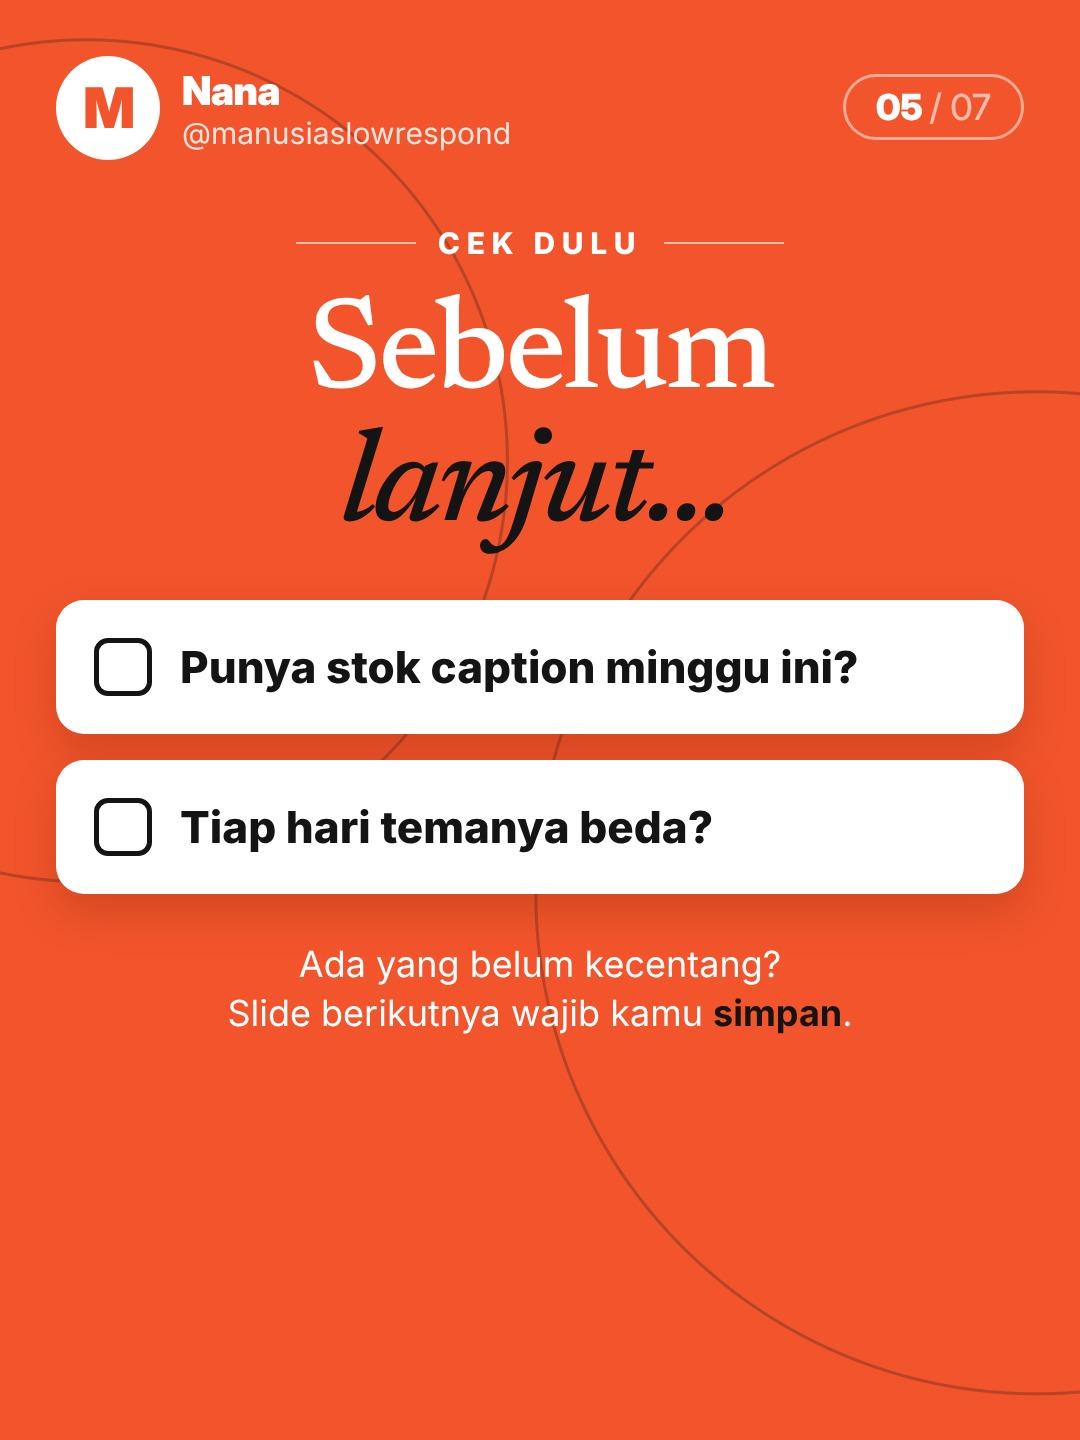 M
Nana
@manusiaslowrespond
05 / 07
CEK DULU
Sebelum
lanjut...
Punya stok caption minggu ini?
Tiap hari temanya beda?
Ada yang belum kecentang?
Slide berikutnya wajib kamu simpan.